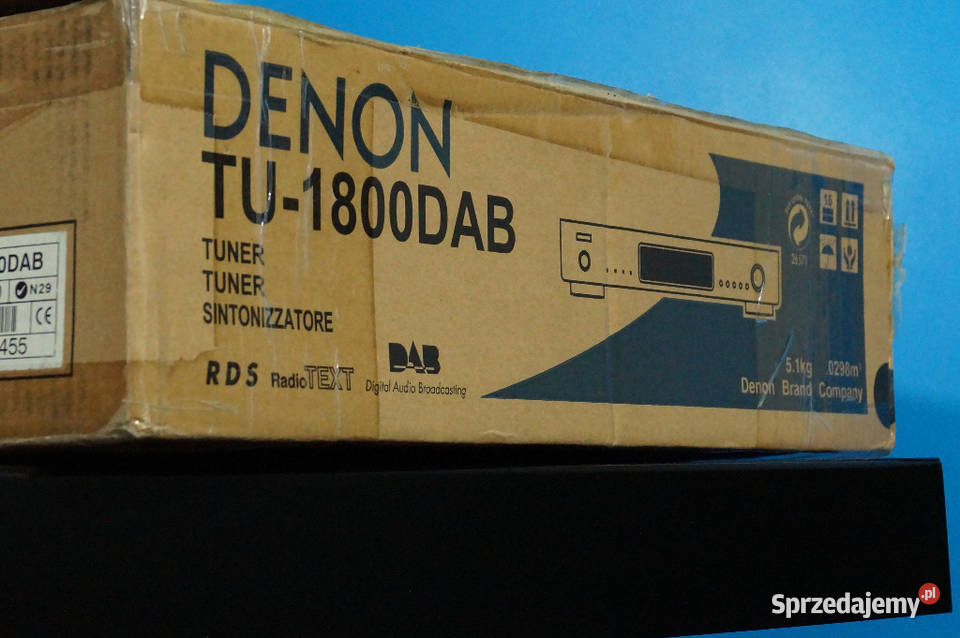 DENON
TU-1800DAB
TUNER
TUNER
SINTONIZZATORE
RDS RadioTEXT DAB
Digital Audio Broadcasting
16
5.1kg .0298m³
Denon Brand Company
0DAB
N29
CE
455
Sprzedajemy.pl